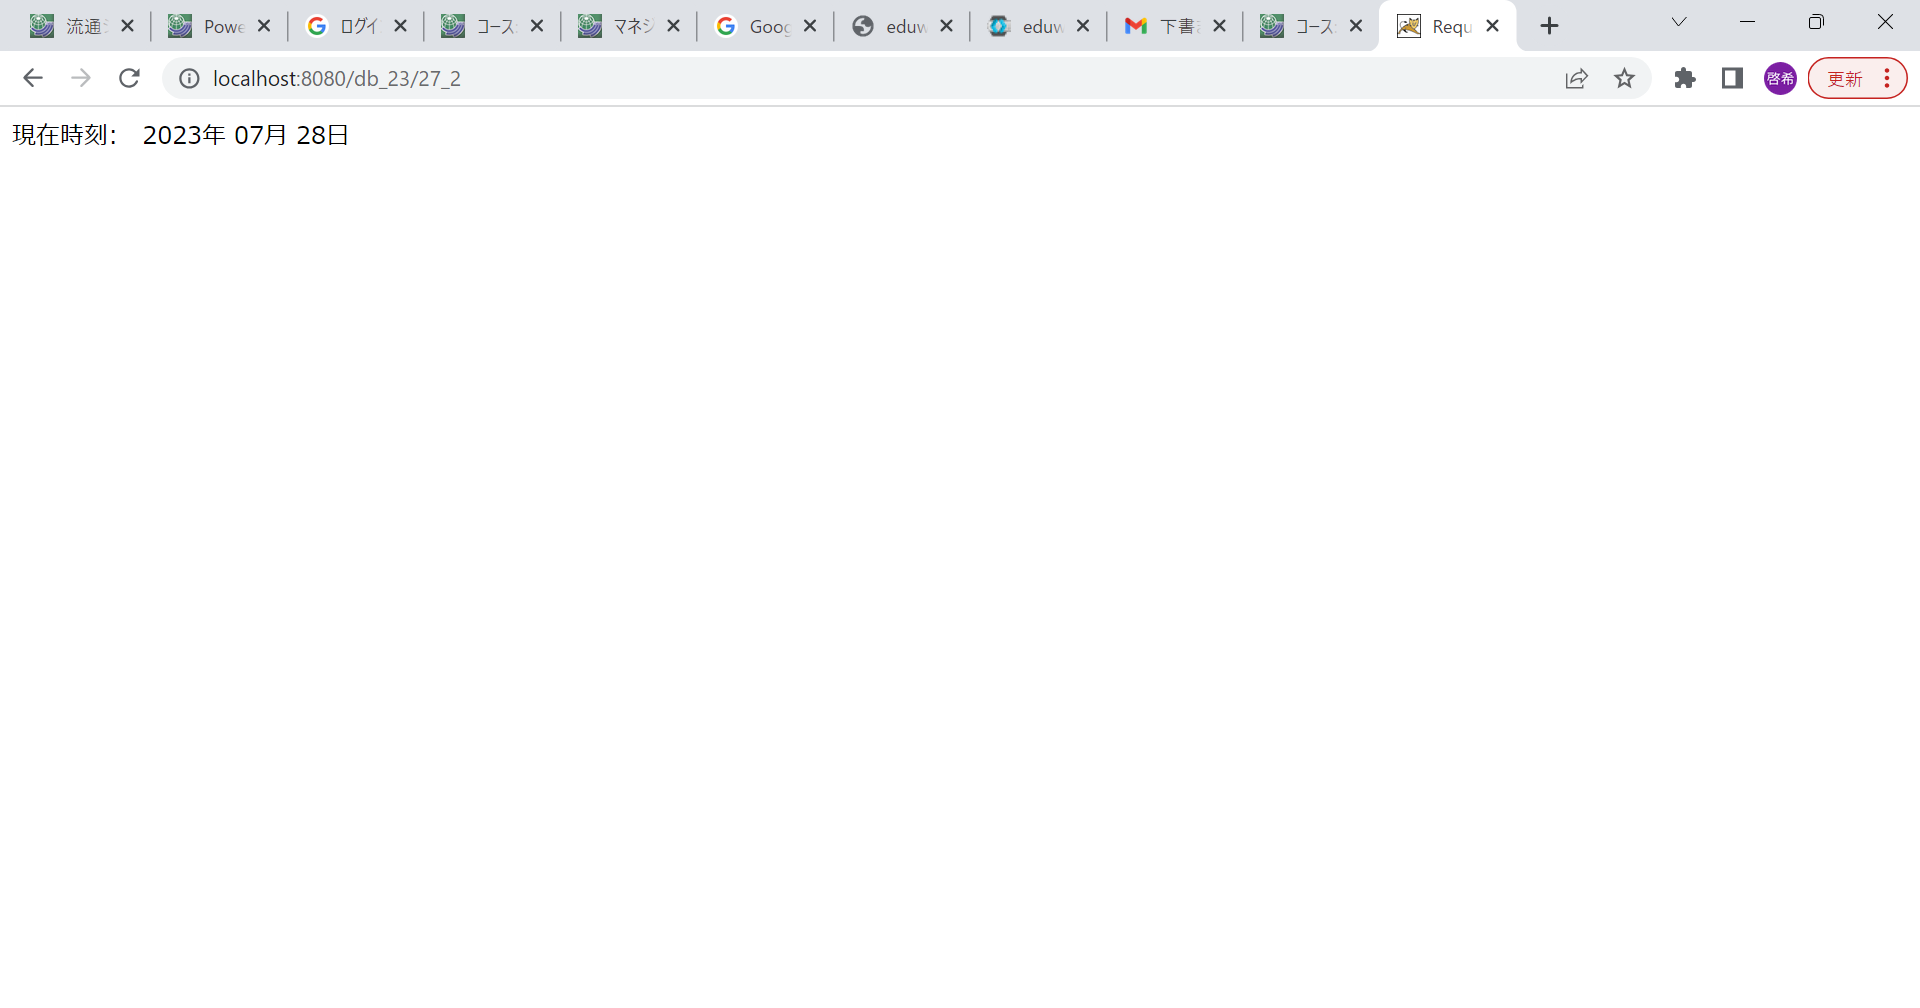 流通 Powe ログイ コース マネジ Goog eduw eduw 下書 コース Requ
localhost:8080/db_23/27_2 啓希 更新
現在時刻： 2023年 07月 28日